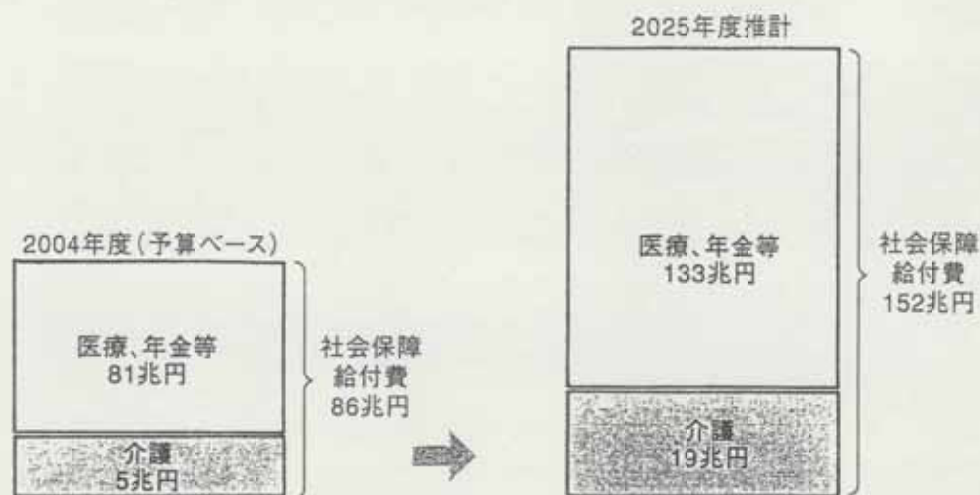 2004年度(予算ベース)
医療、年金等
81兆円
介護
5兆円
社会保障
給付費
86兆円
2025年度推計
医療、年金等
133兆円
介護
19兆円
社会保障
給付費
152兆円